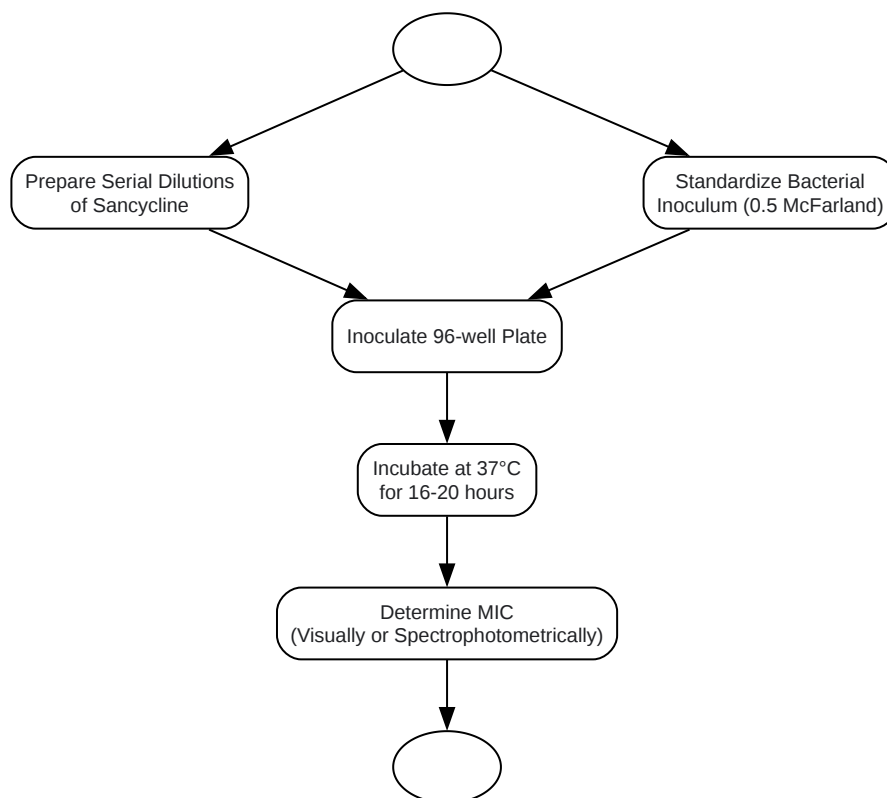 Prepare Serial Dilutions
of Sancycline
Standardize Bacterial
Inoculum (0.5 McFarland)
Inoculate 96-well Plate
Incubate at 37°C
for 16-20 hours
Determine MIC
(Visually or Spectrophotometrically)